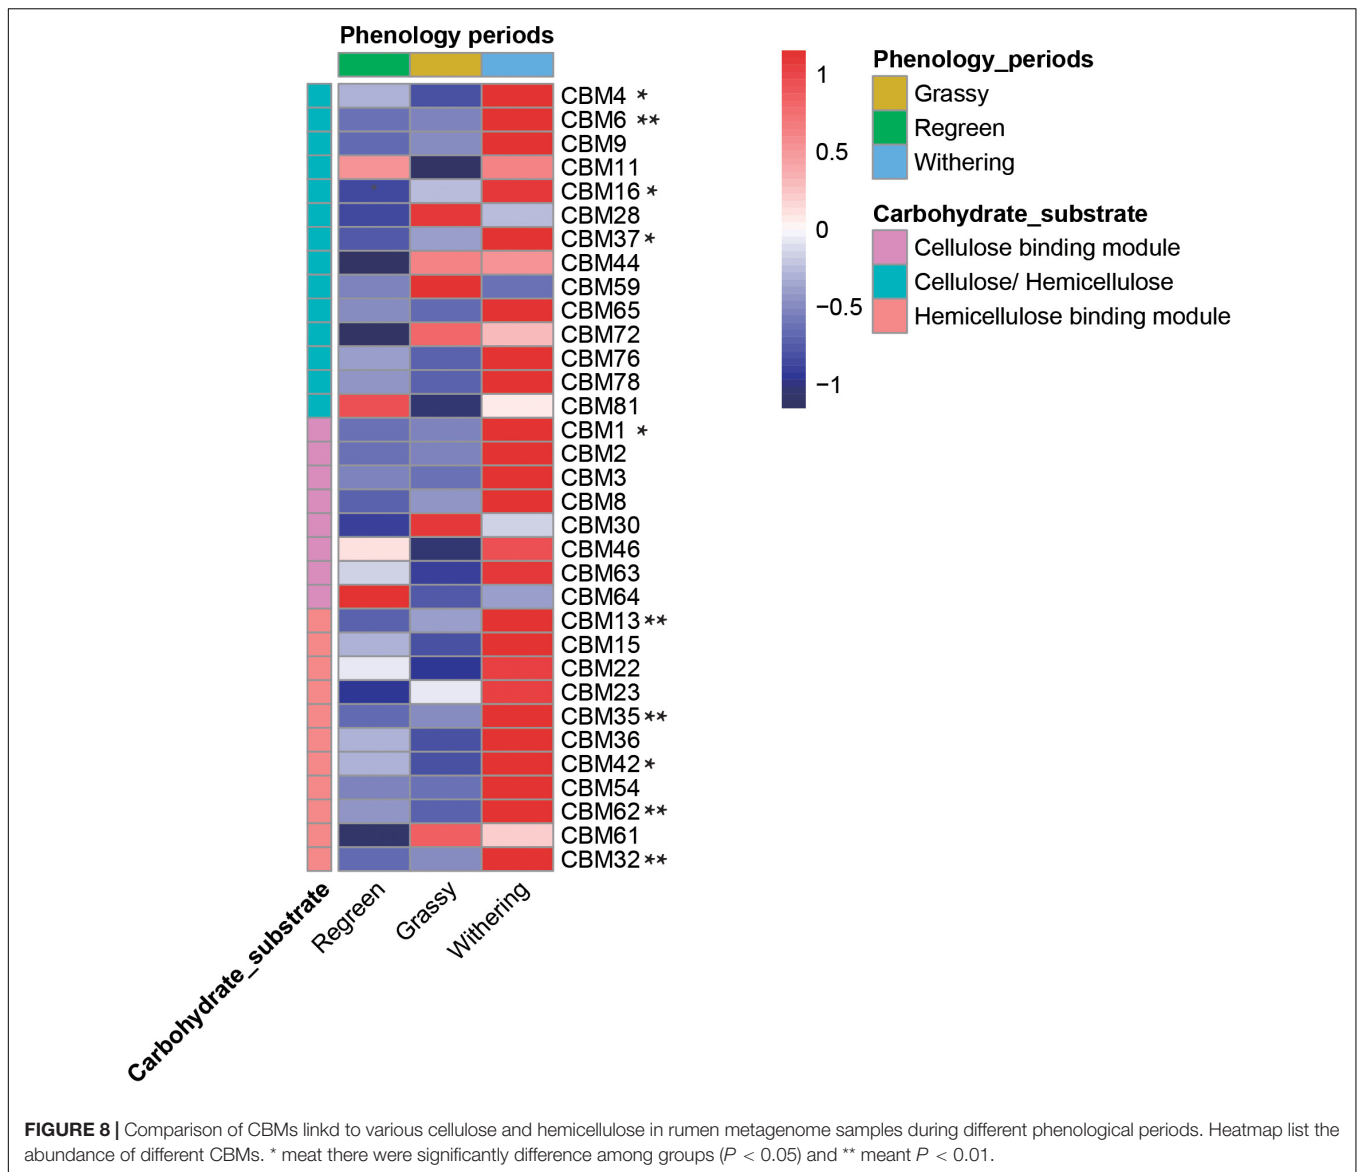 Phenology periods
CBM4 *
CBM6 **
CBM9
CBM11
CBM16 *
CBM28
CBM37 *
CBM44
CBM59
CBM65
CBM72
CBM76
CBM78
CBM81
CBM1 *
CBM2
CBM3
CBM8
CBM30
CBM46
CBM63
CBM64
CBM13 **
CBM15
CBM22
CBM23
CBM35 **
CBM36
CBM42 *
CBM54
CBM62 **
CBM61
CBM32 **
Carbohydrate_substrate
Regreen
Grassy
Withering
1
0.5
0
−0.5
−1
Phenology_periods
Grassy
Regreen
Withering
Carbohydrate_substrate
Cellulose binding module
Cellulose/ Hemicellulose
Hemicellulose binding module
FIGURE 8 | Comparison of CBMs linkd to various cellulose and hemicellulose in rumen metagenome samples during different phenological periods. Heatmap list the
abundance of different CBMs. * meat there were significantly difference among groups (P < 0.05) and ** meant P < 0.01.